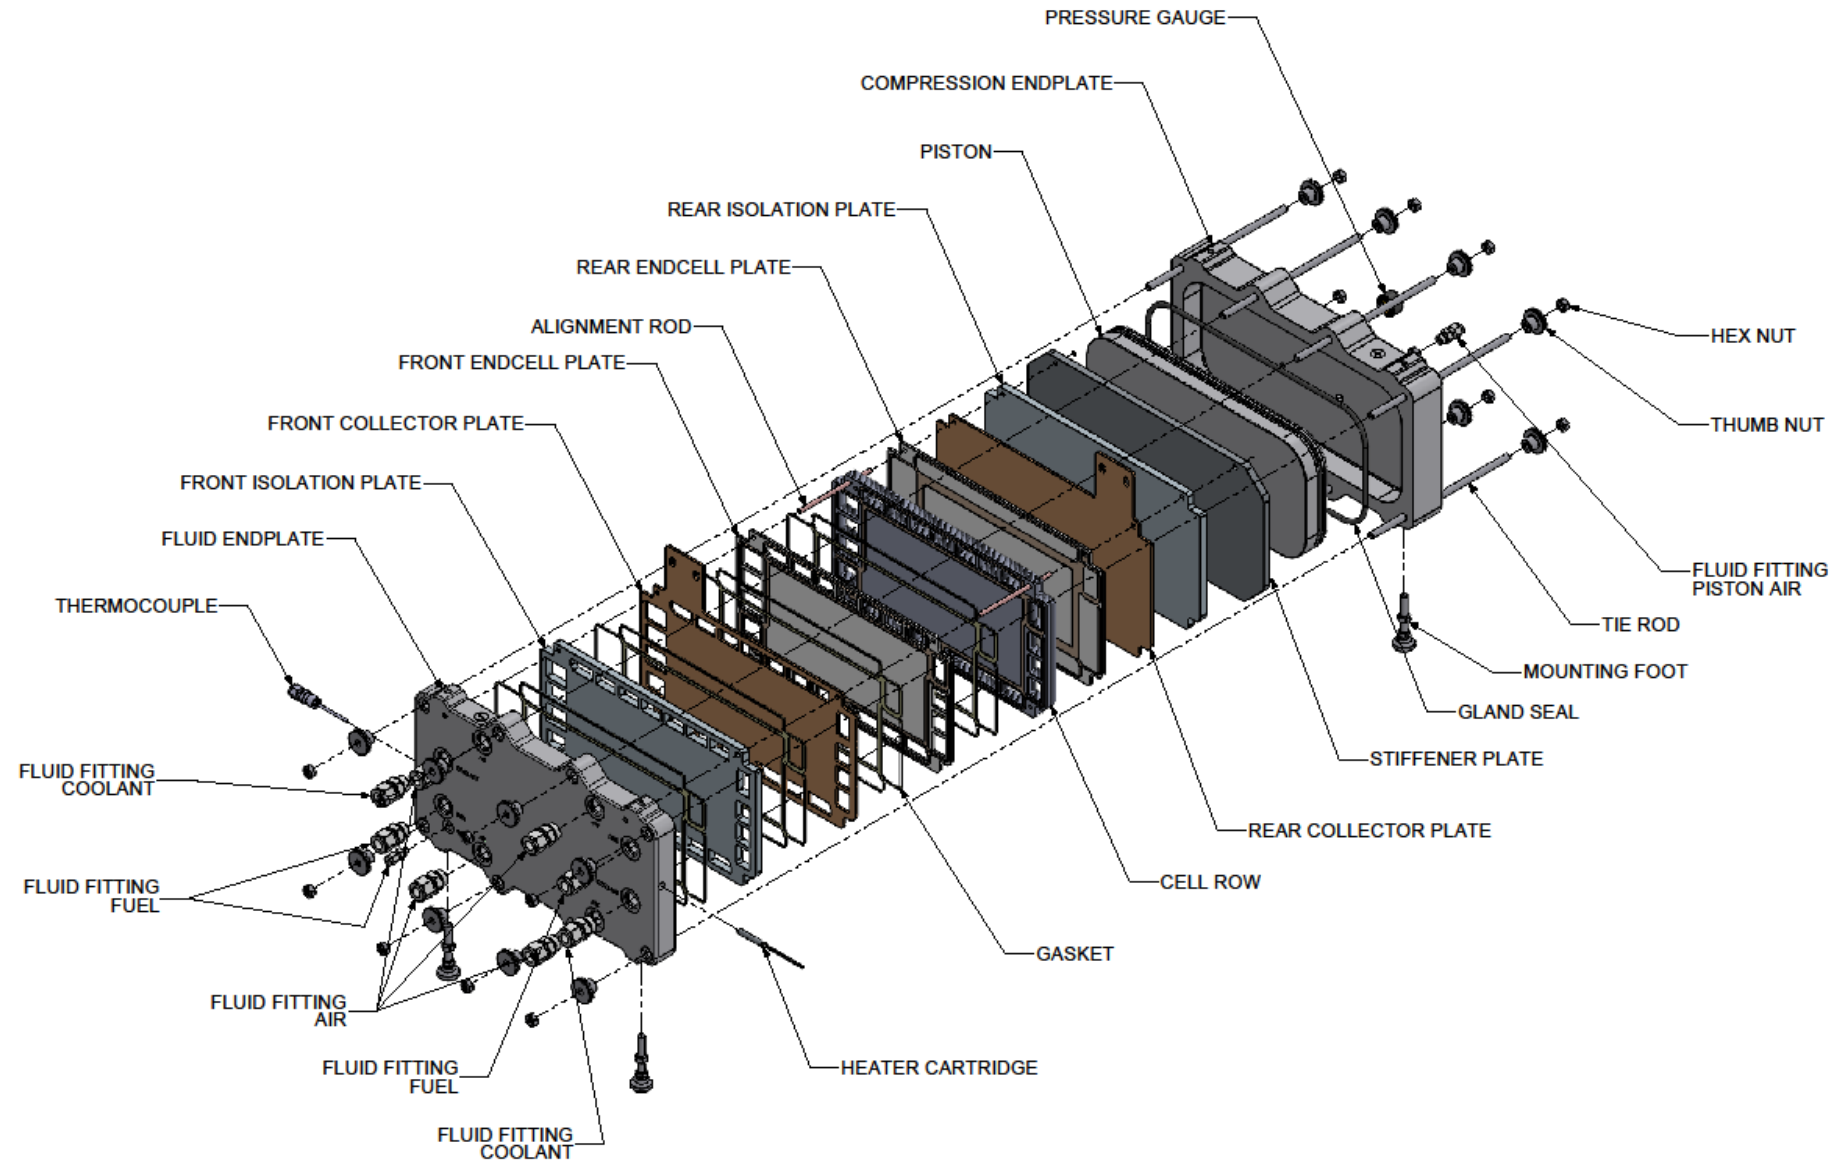 PRESSURE GAUGE
COMPRESSION ENDPLATE
PISTON
REAR ISOLATION PLATE
REAR ENDCELL PLATE
ALIGNMENT ROD
FRONT ENDCELL PLATE
FRONT COLLECTOR PLATE
FRONT ISOLATION PLATE
FLUID ENDPLATE
THERMOCOUPLE
FLUID FITTING
COOLANT
FLUID FITTING
FUEL
FLUID FITTING
AIR
FLUID FITTING
FUEL
FLUID FITTING
COOLANT
HEX NUT
THUMB NUT
FLUID FITTING
PISTON AIR
TIE ROD
MOUNTING FOOT
GLAND SEAL
STIFFENER PLATE
REAR COLLECTOR PLATE
CELL ROW
GASKET
HEATER CARTRIDGE